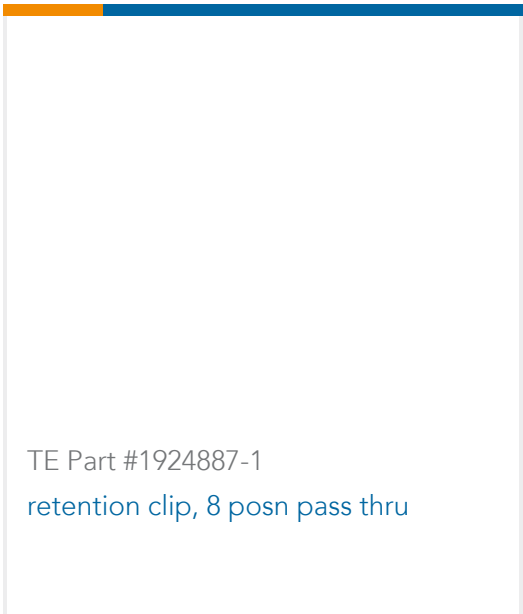 TE Part #1924887-1
retention clip, 8 posn pass thru